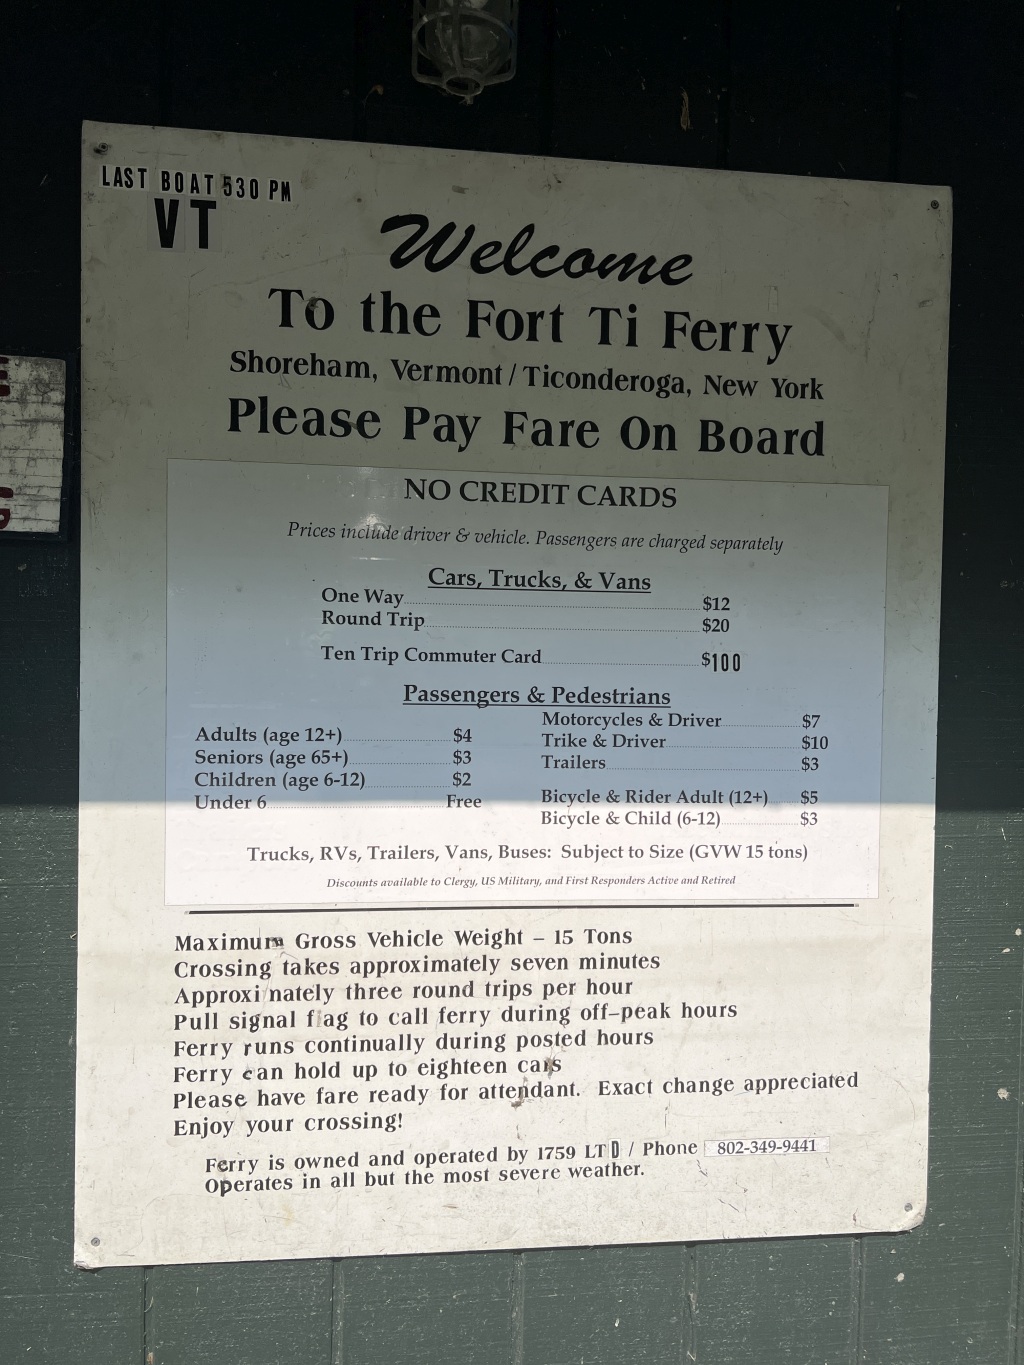 LAST BOAT 530 PM
VT
Welcome
To the Fort Ti Ferry
Shoreham, Vermont / Ticonderoga, New York
Please Pay Fare On Board
NO CREDIT CARDS
Prices include driver & vehicle. Passengers are charged separately
Cars, Trucks, & Vans
One Way $12
Round Trip $20
Ten Trip Commuter Card $100
Passengers & Pedestrians
Adults (age 12+) $4
Seniors (age 65+) $3
Children (age 6-12) $2
Under 6 Free
Motorcycles & Driver $7
Trike & Driver $10
Trailers $3
Bicycle & Rider Adult (12+) $5
Bicycle & Child (6-12) $3
Trucks, RVs, Trailers, Vans, Buses: Subject to Size (GVW 15 tons)
Discounts available to Clergy, US Military, and First Responders Active and Retired
Maximum Gross Vehicle Weight – 15 Tons
Crossing takes approximately seven minutes
Approximately three round trips per hour
Pull signal flag to call ferry during off-peak hours
Ferry runs continually during posted hours
Ferry can hold up to eighteen cars
Please have fare ready for attendant. Exact change appreciated
Enjoy your crossing!
Ferry is owned and operated by 1759 LTD / Phone 802-349-9441
Operates in all but the most severe weather.